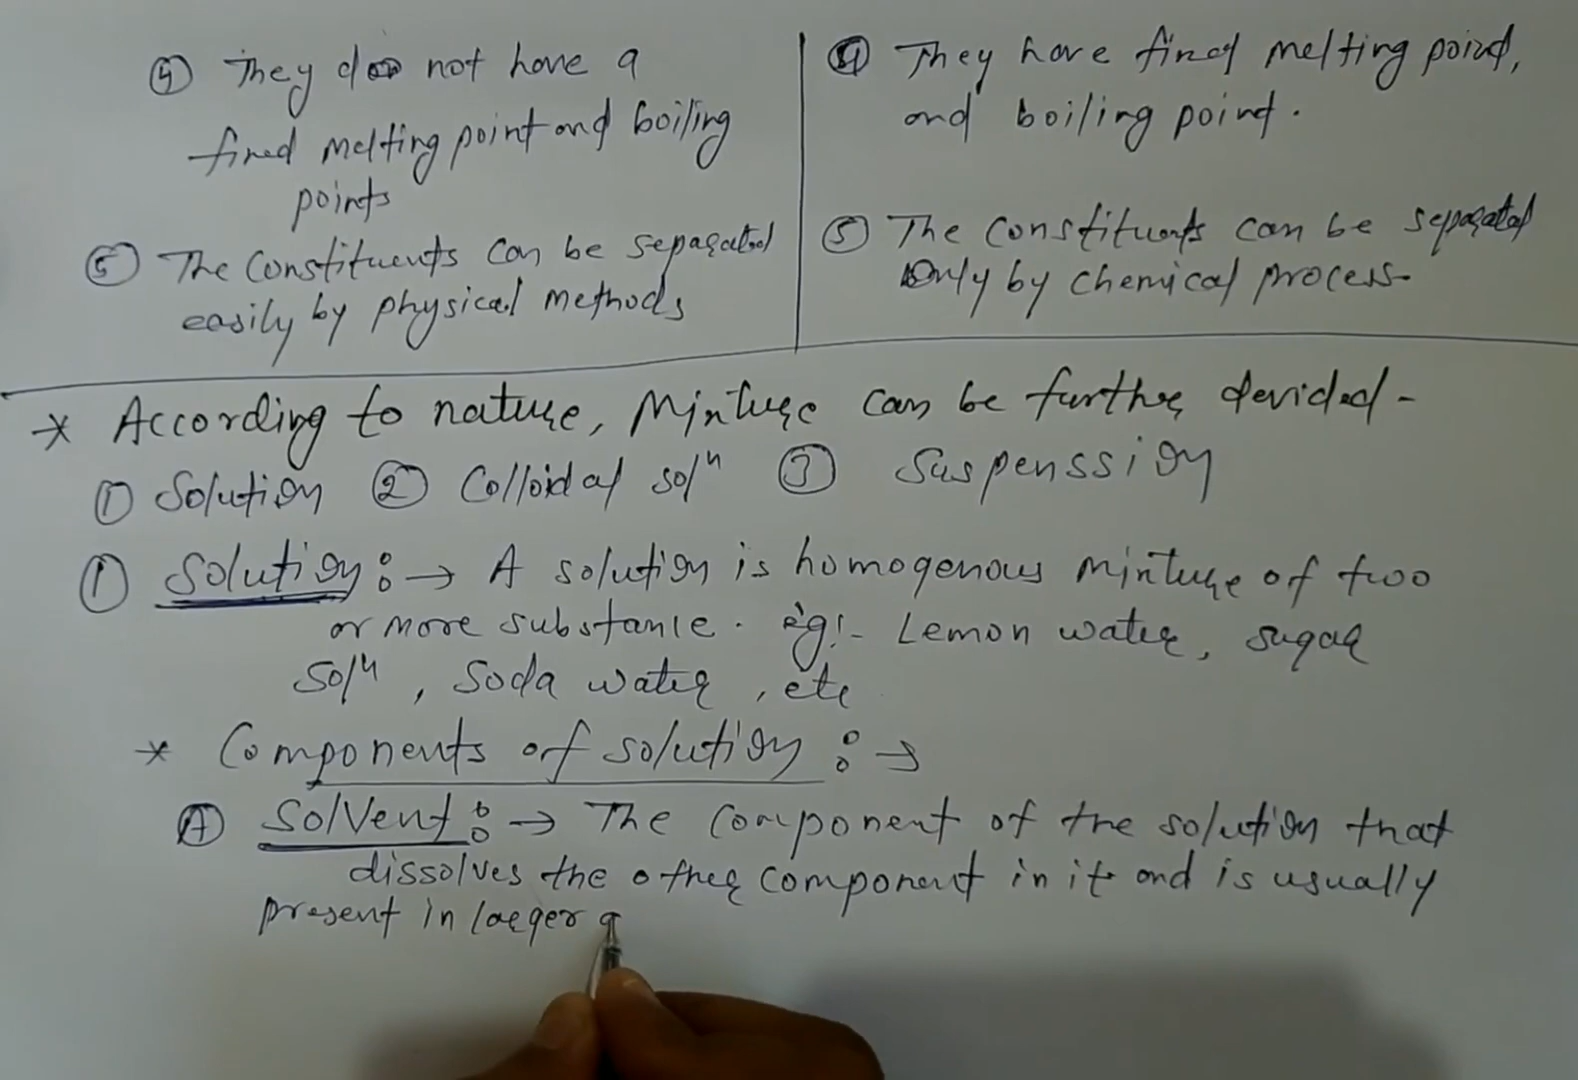 ④ They do not have a
fixed melting point and boiling
points
⑤ The Constituents can be separated
easily by physical methods
④ They have fixed melting point,
and boiling point.
⑤ The Constituents can be separated
Only by chemical process-
* According to nature, Mixture can be further devided-
① Solution ② Colloidal solⁿ ③ Suspenssion
① Solution :→ A solution is homogenous mixture of two
or more substance. eg:- Lemon water, sugar
Solⁿ, Soda water, etc
* Components of solution :→
Ⓐ Solvent :→ The component of the solution that
dissolves the other component in it and is usually
present in larger a